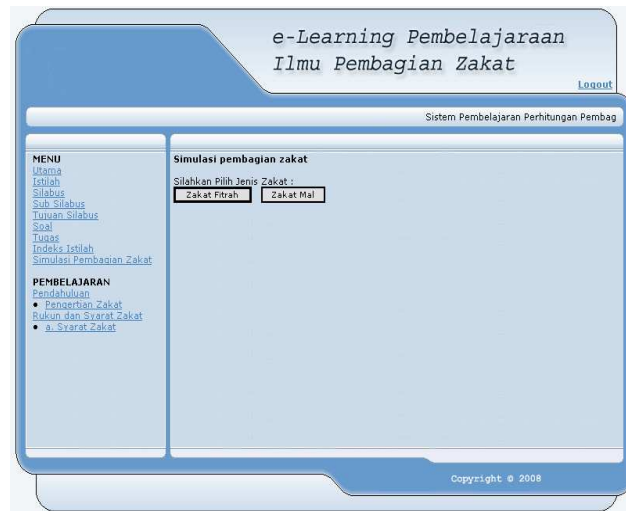 e-Learning Pembelajaraan
Ilmu Pembagian Zakat
Logout
Sistem Pembelajaran Perhitungan Pembag
MENU
Utama
Istilah
Silabus
Sub Silabus
Tujuan Silabus
Soal
Tugas
Indeks Istilah
Simulasi Pembagian Zakat
PEMBELAJARAN
Pendahuluan
● Pengertian Zakat
Rukun dan Syarat Zakat
● a. Syarat Zakat
Simulasi pembagian zakat
Silahkan Pilih Jenis Zakat :
Zakat Fitrah Zakat Mal
Copyright © 2008